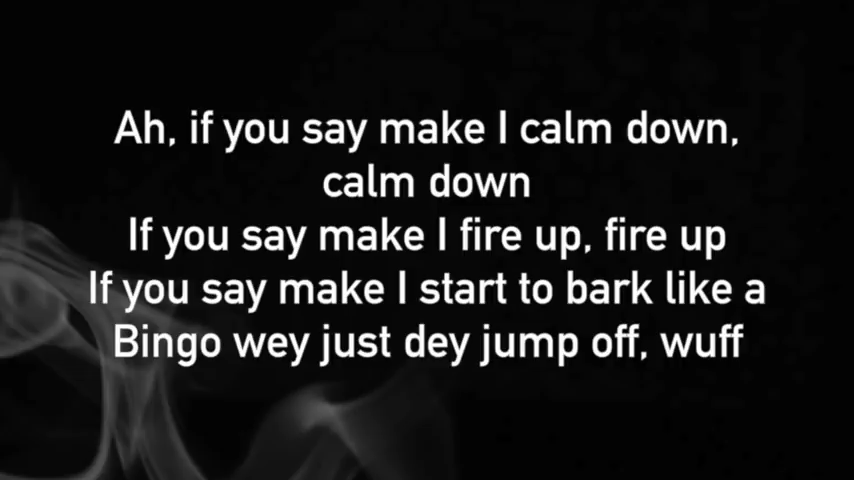 Ah, if you say make I calm down,
calm down
If you say make I fire up, fire up
If you say make I start to bark like a
Bingo wey just dey jump off, wuff